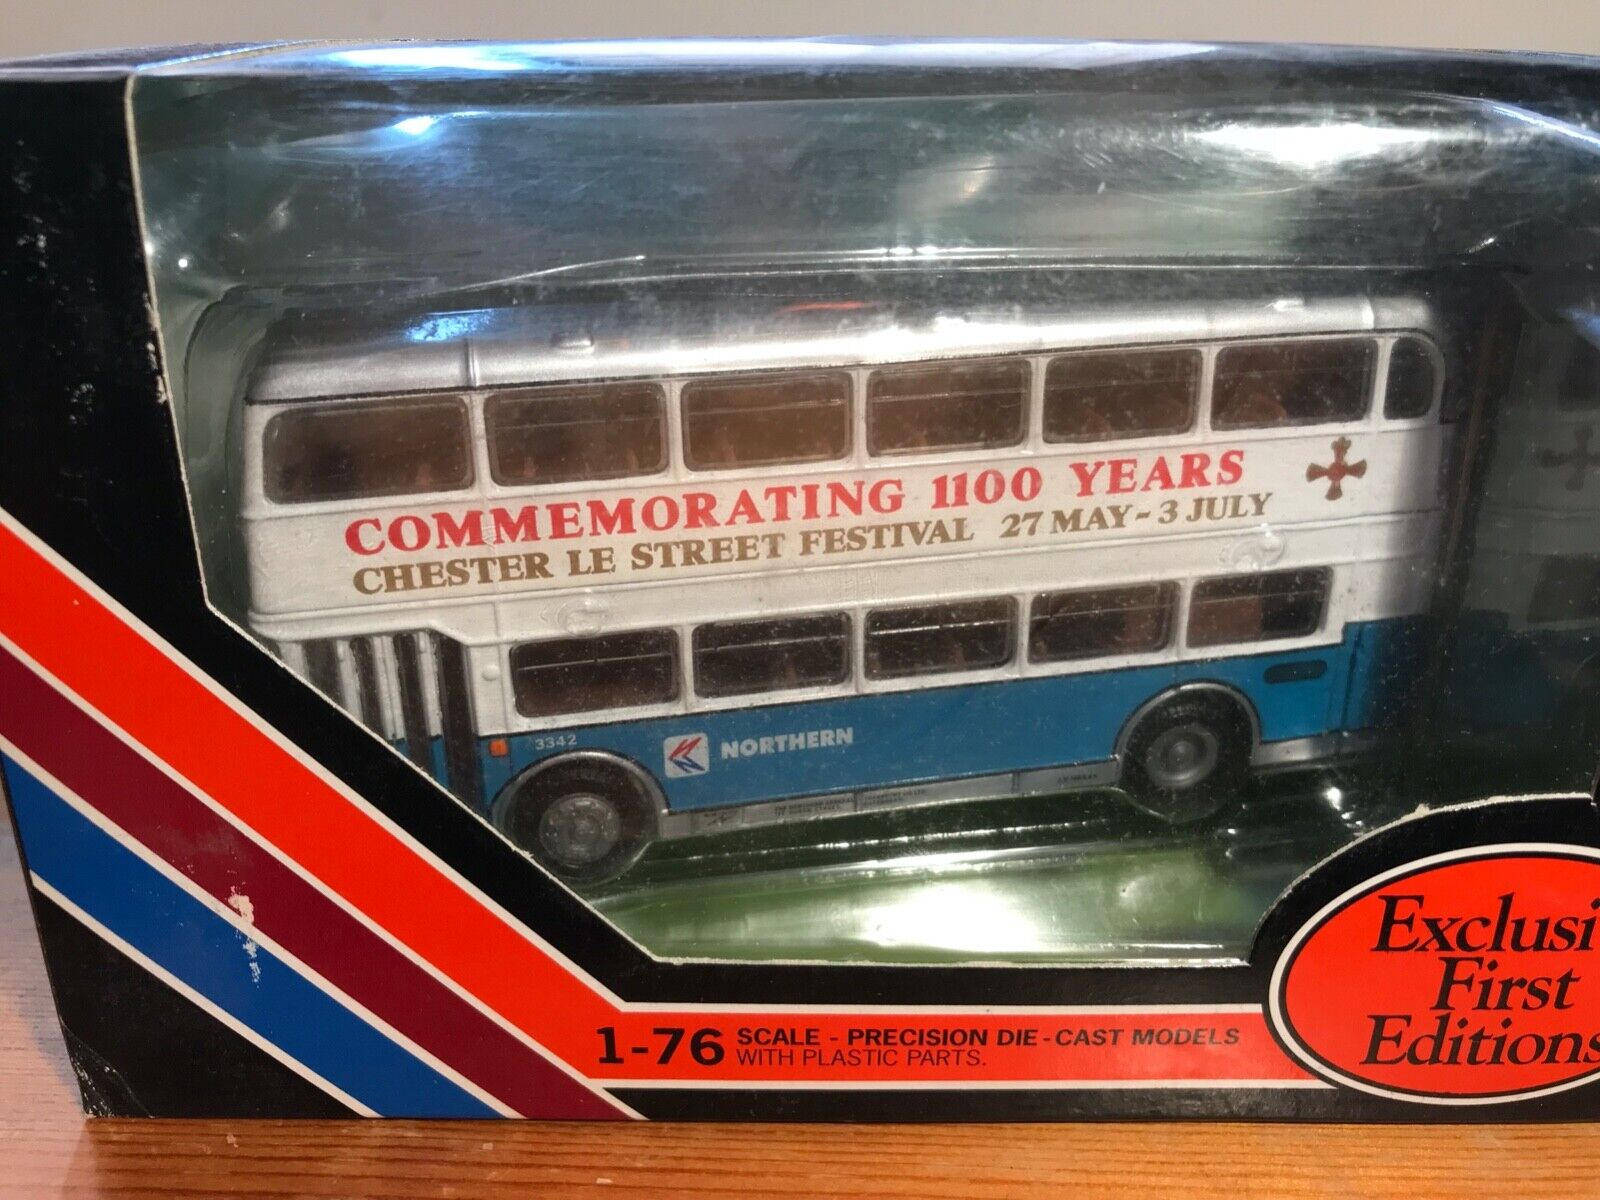 COMMEMORATING 1100 YEARS
CHESTER LE STREET FESTIVAL 27 MAY - 3 JULY
3342
NORTHERN
1-76 SCALE - PRECISION DIE-CAST MODELS
WITH PLASTIC PARTS.
Exclusi
First
Editions